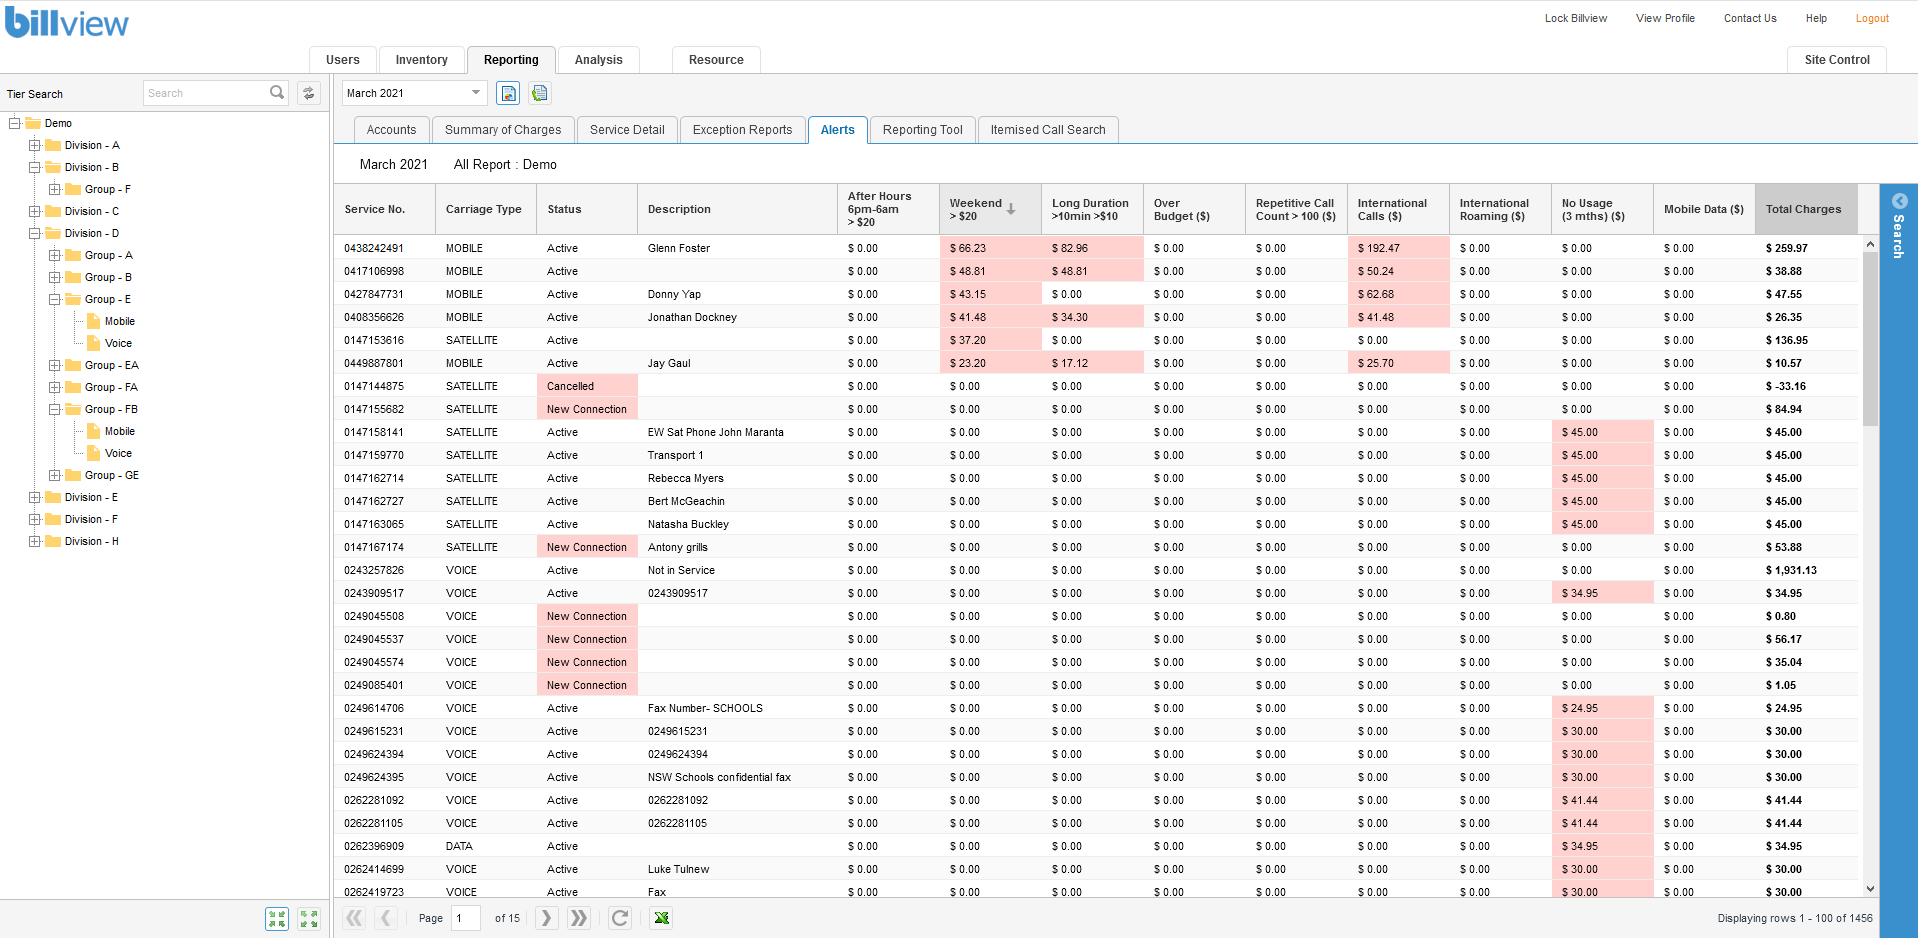 billview
Lock Billview View Profile Contact Us Help Logout
Users Inventory Reporting Analysis Resource Site Control
Tier Search Search March 2021
Accounts Summary of Charges Service Detail Exception Reports Alerts Reporting Tool Itemised Call Search
March 2021 All Report : Demo
Demo
Division - A
Division - B
Group - F
Division - C
Division - D
Group - A
Group - B
Group - E
Mobile
Voice
Group - EA
Group - FA
Group - FB
Mobile
Voice
Group - GE
Division - E
Division - F
Division - H
Service No. Carriage Type Status Description After Hours 6pm-6am > $20 Weekend > $20 Long Duration >10min >$10 Over Budget ($) Repetitive Call Count > 100 ($) International Calls ($) International Roaming ($) No Usage (3 mths) ($) Mobile Data ($) Total Charges
Search
0438242491 MOBILE Active Glenn Foster $ 0.00 $ 66.23 $ 82.96 $ 0.00 $ 0.00 $ 192.47 $ 0.00 $ 0.00 $ 0.00 $ 259.97
0417106998 MOBILE Active $ 0.00 $ 48.81 $ 48.81 $ 0.00 $ 0.00 $ 50.24 $ 0.00 $ 0.00 $ 0.00 $ 38.88
0427847731 MOBILE Active Donny Yap $ 0.00 $ 43.15 $ 0.00 $ 0.00 $ 0.00 $ 62.68 $ 0.00 $ 0.00 $ 0.00 $ 47.55
0408356626 MOBILE Active Jonathan Dockney $ 0.00 $ 41.48 $ 34.30 $ 0.00 $ 0.00 $ 41.48 $ 0.00 $ 0.00 $ 0.00 $ 26.35
0147153616 SATELLITE Active $ 0.00 $ 37.20 $ 0.00 $ 0.00 $ 0.00 $ 0.00 $ 0.00 $ 0.00 $ 0.00 $ 136.95
0449887801 MOBILE Active Jay Gaul $ 0.00 $ 23.20 $ 17.12 $ 0.00 $ 0.00 $ 25.70 $ 0.00 $ 0.00 $ 0.00 $ 10.57
0147144875 SATELLITE Cancelled $ 0.00 $ 0.00 $ 0.00 $ 0.00 $ 0.00 $ 0.00 $ 0.00 $ 0.00 $ 0.00 $ -33.16
0147155682 SATELLITE New Connection $ 0.00 $ 0.00 $ 0.00 $ 0.00 $ 0.00 $ 0.00 $ 0.00 $ 0.00 $ 0.00 $ 84.94
0147158141 SATELLITE Active EW Sat Phone John Maranta $ 0.00 $ 0.00 $ 0.00 $ 0.00 $ 0.00 $ 0.00 $ 0.00 $ 45.00 $ 0.00 $ 45.00
0147159770 SATELLITE Active Transport 1 $ 0.00 $ 0.00 $ 0.00 $ 0.00 $ 0.00 $ 0.00 $ 0.00 $ 45.00 $ 0.00 $ 45.00
0147162714 SATELLITE Active Rebecca Myers $ 0.00 $ 0.00 $ 0.00 $ 0.00 $ 0.00 $ 0.00 $ 0.00 $ 45.00 $ 0.00 $ 45.00
0147162727 SATELLITE Active Bert McGeachin $ 0.00 $ 0.00 $ 0.00 $ 0.00 $ 0.00 $ 0.00 $ 0.00 $ 45.00 $ 0.00 $ 45.00
0147163065 SATELLITE Active Natasha Buckley $ 0.00 $ 0.00 $ 0.00 $ 0.00 $ 0.00 $ 0.00 $ 0.00 $ 45.00 $ 0.00 $ 45.00
0147167174 SATELLITE New Connection Antony grills $ 0.00 $ 0.00 $ 0.00 $ 0.00 $ 0.00 $ 0.00 $ 0.00 $ 0.00 $ 0.00 $ 53.88
0243257826 VOICE Active Not in Service $ 0.00 $ 0.00 $ 0.00 $ 0.00 $ 0.00 $ 0.00 $ 0.00 $ 0.00 $ 0.00 $ 1,931.13
0243909517 VOICE Active 0243909517 $ 0.00 $ 0.00 $ 0.00 $ 0.00 $ 0.00 $ 0.00 $ 0.00 $ 34.95 $ 0.00 $ 34.95
0249045508 VOICE New Connection $ 0.00 $ 0.00 $ 0.00 $ 0.00 $ 0.00 $ 0.00 $ 0.00 $ 0.00 $ 0.00 $ 0.80
0249045537 VOICE New Connection $ 0.00 $ 0.00 $ 0.00 $ 0.00 $ 0.00 $ 0.00 $ 0.00 $ 0.00 $ 0.00 $ 56.17
0249045574 VOICE New Connection $ 0.00 $ 0.00 $ 0.00 $ 0.00 $ 0.00 $ 0.00 $ 0.00 $ 0.00 $ 0.00 $ 35.04
0249085401 VOICE New Connection $ 0.00 $ 0.00 $ 0.00 $ 0.00 $ 0.00 $ 0.00 $ 0.00 $ 0.00 $ 0.00 $ 1.05
0249614706 VOICE Active Fax Number- SCHOOLS $ 0.00 $ 0.00 $ 0.00 $ 0.00 $ 0.00 $ 0.00 $ 0.00 $ 24.95 $ 0.00 $ 24.95
0249615231 VOICE Active 0249615231 $ 0.00 $ 0.00 $ 0.00 $ 0.00 $ 0.00 $ 0.00 $ 0.00 $ 30.00 $ 0.00 $ 30.00
0249624394 VOICE Active 0249624394 $ 0.00 $ 0.00 $ 0.00 $ 0.00 $ 0.00 $ 0.00 $ 0.00 $ 30.00 $ 0.00 $ 30.00
0249624395 VOICE Active NSW Schools confidential fax $ 0.00 $ 0.00 $ 0.00 $ 0.00 $ 0.00 $ 0.00 $ 0.00 $ 30.00 $ 0.00 $ 30.00
0262281092 VOICE Active 0262281092 $ 0.00 $ 0.00 $ 0.00 $ 0.00 $ 0.00 $ 0.00 $ 0.00 $ 41.44 $ 0.00 $ 41.44
0262281105 VOICE Active 0262281105 $ 0.00 $ 0.00 $ 0.00 $ 0.00 $ 0.00 $ 0.00 $ 0.00 $ 41.44 $ 0.00 $ 41.44
0262396909 DATA Active $ 0.00 $ 0.00 $ 0.00 $ 0.00 $ 0.00 $ 0.00 $ 0.00 $ 34.95 $ 0.00 $ 34.95
0262414699 VOICE Active Luke Tulnew $ 0.00 $ 0.00 $ 0.00 $ 0.00 $ 0.00 $ 0.00 $ 0.00 $ 30.00 $ 0.00 $ 30.00
0262419723 VOICE Active Fax $ 0.00 $ 0.00 $ 0.00 $ 0.00 $ 0.00 $ 0.00 $ 0.00 $ 30.00 $ 0.00 $ 30.00
Page 1 of 15 Displaying rows 1 - 100 of 1456